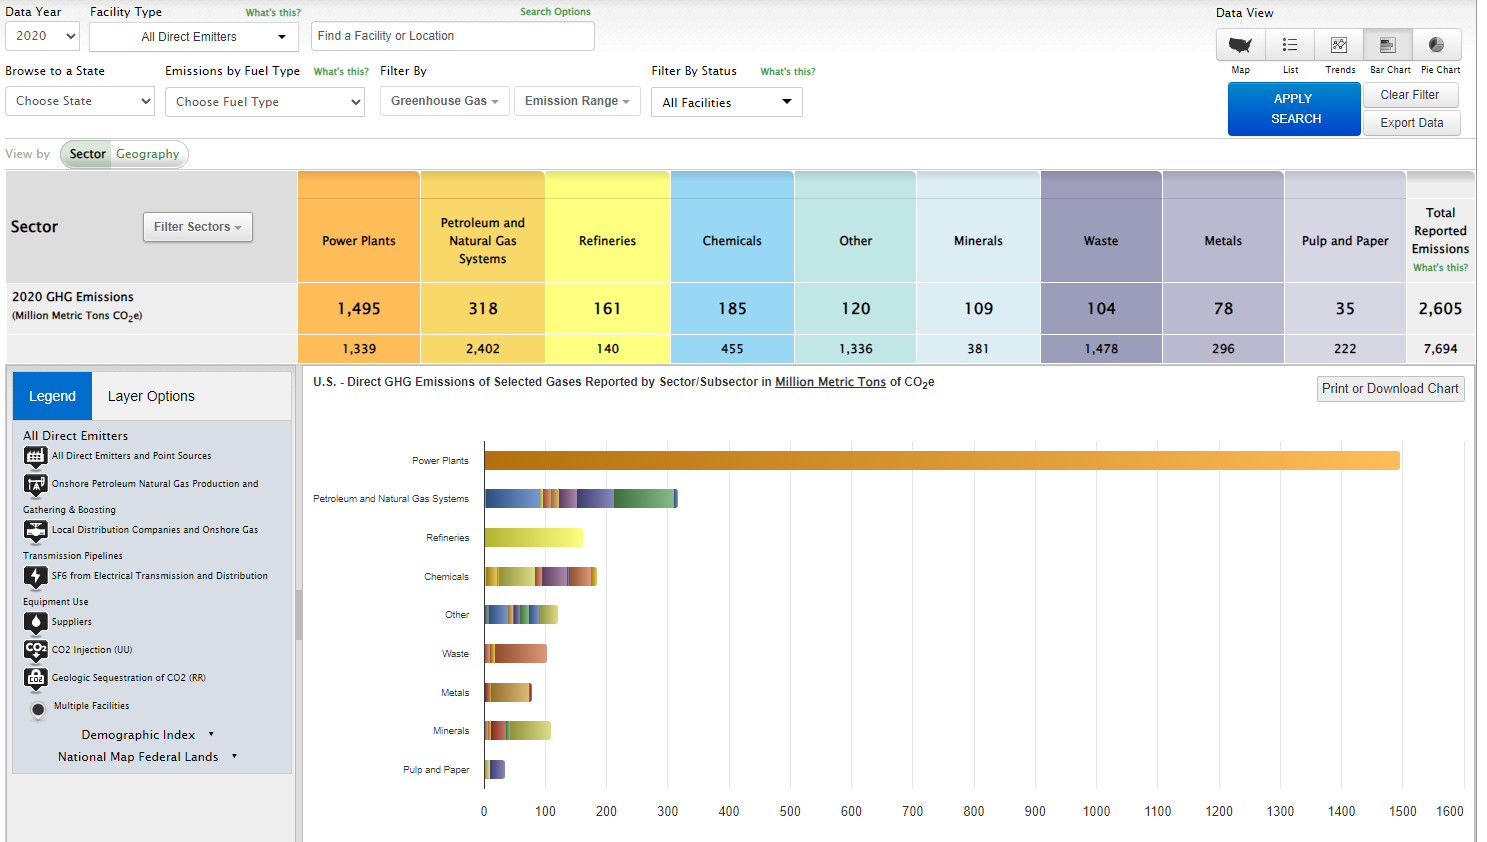 Data Year
Facility Type
What's this?
Search Options
Data View
2020
All Direct Emitters
Find a Facility or Location
Map
List
Trends
Bar Chart
Pie Chart
Browse to a State
Emissions by Fuel Type
What's this?
Filter By
Filter By Status
What's this?
Choose State
Choose Fuel Type
Greenhouse Gas
Emission Range
All Facilities
APPLY
SEARCH
Clear Filter
Export Data
View by
Sector
Geography
Sector
Filter Sectors
Power Plants
Petroleum and
Natural Gas
Systems
Refineries
Chemicals
Other
Minerals
Waste
Metals
Pulp and Paper
Total
Reported
Emissions
What's this?
2020 GHG Emissions
(Million Metric Tons CO2e)
1,495
318
161
185
120
109
104
78
35
2,605
1,339
2,402
140
455
1,336
381
1,478
296
222
7,694
Legend
Layer Options
All Direct Emitters
All Direct Emitters and Point Sources
Onshore Petroleum Natural Gas Production and
Gathering & Boosting
Local Distribution Companies and Onshore Gas
Transmission Pipelines
SF6 from Electrical Transmission and Distribution
Equipment Use
Suppliers
CO2
CO2 Injection (UU)
CO2
Geologic Sequestration of CO2 (RR)
Multiple Facilities
Demographic Index
National Map Federal Lands
U.S. - Direct GHG Emissions of Selected Gases Reported by Sector/Subsector in Million Metric Tons of CO2e
Print or Download Chart
Power Plants
Petroleum and Natural Gas Systems
Refineries
Chemicals
Other
Waste
Metals
Minerals
Pulp and Paper
0
100
200
300
400
500
600
700
800
900
1000
1100
1200
1300
1400
1500
1600